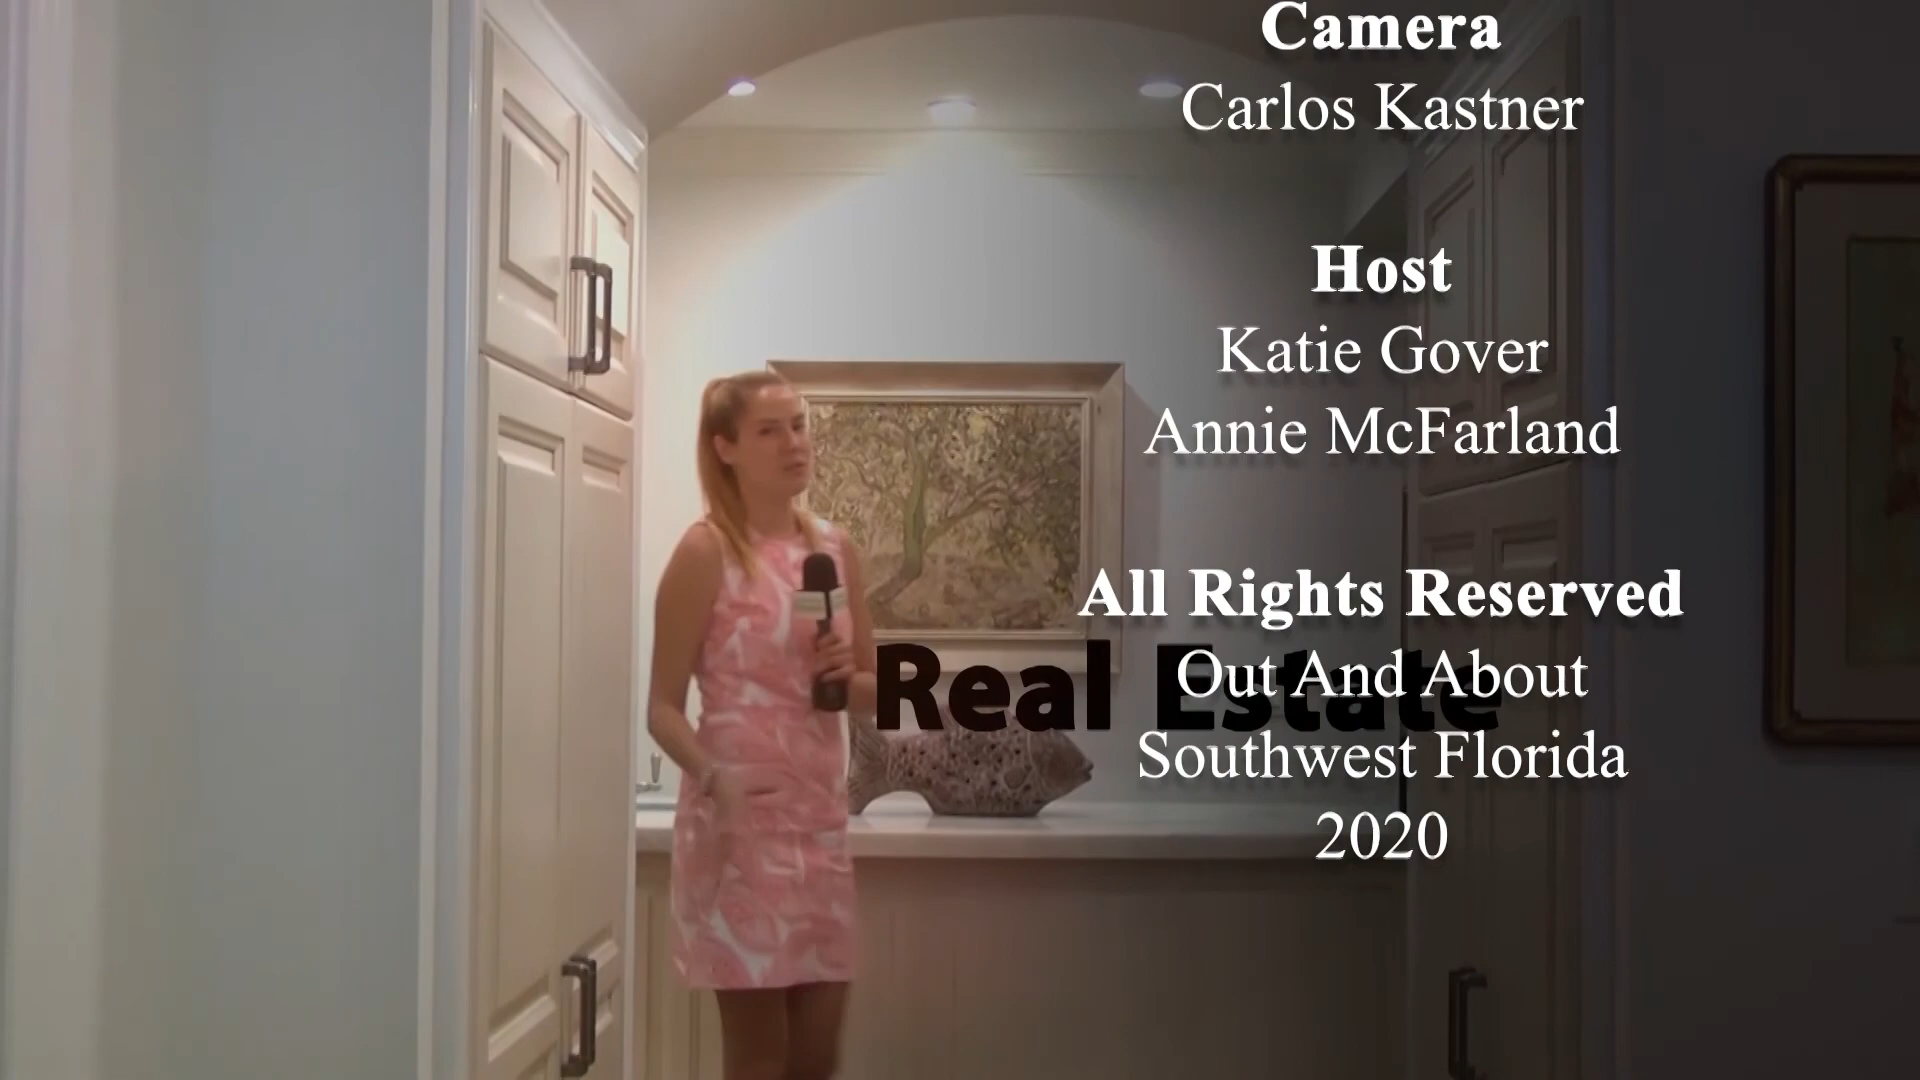 Camera
Carlos Kastner
Host
Katie Gover
Annie McFarland
All Rights Reserved
Real Estate
Out And About
Southwest Florida
2020